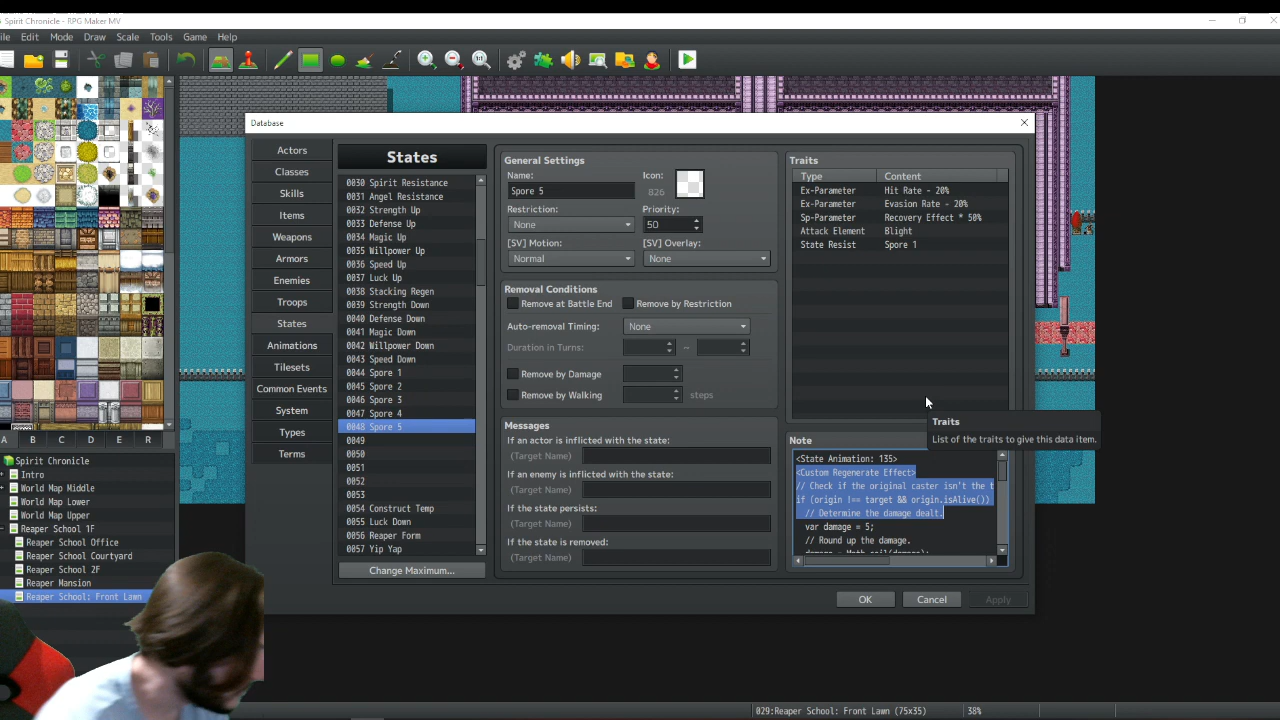 Spirit Chronicle - RPG Maker MV
ile Edit Mode Draw Scale Tools Game Help
Database
Actors
Classes
Skills
Items
Weapons
Armors
Enemies
Troops
States
Animations
Tilesets
Common Events
System
Types
Terms
States
0030 Spirit Resistance
0031 Angel Resistance
0032 Strength Up
0033 Defense Up
0034 Magic Up
0035 Willpower Up
0036 Speed Up
0037 Luck Up
0038 Stacking Regen
0039 Strength Down
0040 Defense Down
0041 Magic Down
0042 Willpower Down
0043 Speed Down
0044 Spore 1
0045 Spore 2
0046 Spore 3
0047 Spore 4
0048 Spore 5
0049
0050
0051
0052
0053
0054 Construct Temp
0055 Luck Down
0056 Reaper Form
0057 Yip Yap
Change Maximum...
General Settings
Name:
Icon:
Spore 5
826
Restriction:
Priority:
None
50
[SV] Motion:
[SV] Overlay:
Normal
None
Removal Conditions
Remove at Battle End
Remove by Restriction
Auto-removal Timing:
None
Duration in Turns:
--
Remove by Damage
Remove by Walking
steps
Messages
If an actor is inflicted with the state:
(Target Name)
If an enemy is inflicted with the state:
(Target Name)
If the state persists:
(Target Name)
If the state is removed:
(Target Name)
Traits
Type Content
Ex-Parameter Hit Rate - 20%
Ex-Parameter Evasion Rate - 20%
Sp-Parameter Recovery Effect * 50%
Attack Element Blight
State Resist Spore 1
Traits
List of the traits to give this data item.
Note
<State Animation: 135>
<Custom Regenerate Effect>
// Check if the original caster isn't the t
if (origin !== target && origin.isAlive())
// Determine the damage dealt.
var damage = 5;
// Round up the damage.
damage = Math.ceil(damage);
OK
Cancel
Apply
A B C D E R
Spirit Chronicle
Intro
World Map Middle
World Map Lower
World Map Upper
Reaper School 1F
Reaper School Office
Reaper School Courtyard
Reaper School 2F
Reaper Mansion
Reaper School: Front Lawn
029:Reaper School: Front Lawn (75x35)
38%